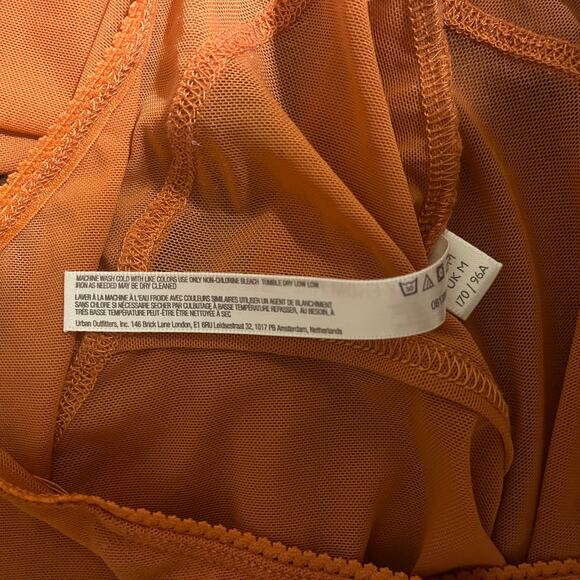 MACHINE WASH COLD WITH LIKE COLORS USE ONLY NON-CHLORINE BLEACH TUMBLE DRY LOW LOW
IRON AS NEEDED MAY BE DRY CLEANED
LAVER À LA MACHINE À L'EAU FROIDE AVEC COULEURS SIMILAIRES UTILISER UN AGENT DE BLANCHIMENT
SANS CHLORE SI NÉCESSAIRE SÉCHER PAR CULBUTAGE À BASSE TEMPÉRATURE REPASSER, AU BESOIN, À
TRÈS BASSE TEMPÉRATURE PEUT-ÊTRE ÊTRE NETTOYÉE À SEC
Urban Outfitters, Inc. 146 Brick Lane London, E1 6RU Leidsestraat 32, 1017 PB Amsterdam, Netherlands
UK M
170 / 96A